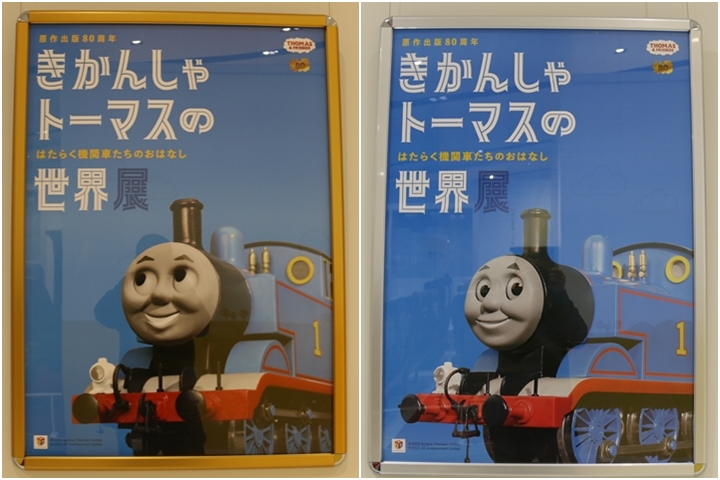 原作出版80周年
THOMAS
& FRIENDS
80
きかんしゃ
トーマスの
はたらく機関車たちのおはなし
世界展
1
原作出版80周年
THOMAS
& FRIENDS
80
きかんしゃ
トーマスの
はたらく機関車たちのおはなし
世界展
1